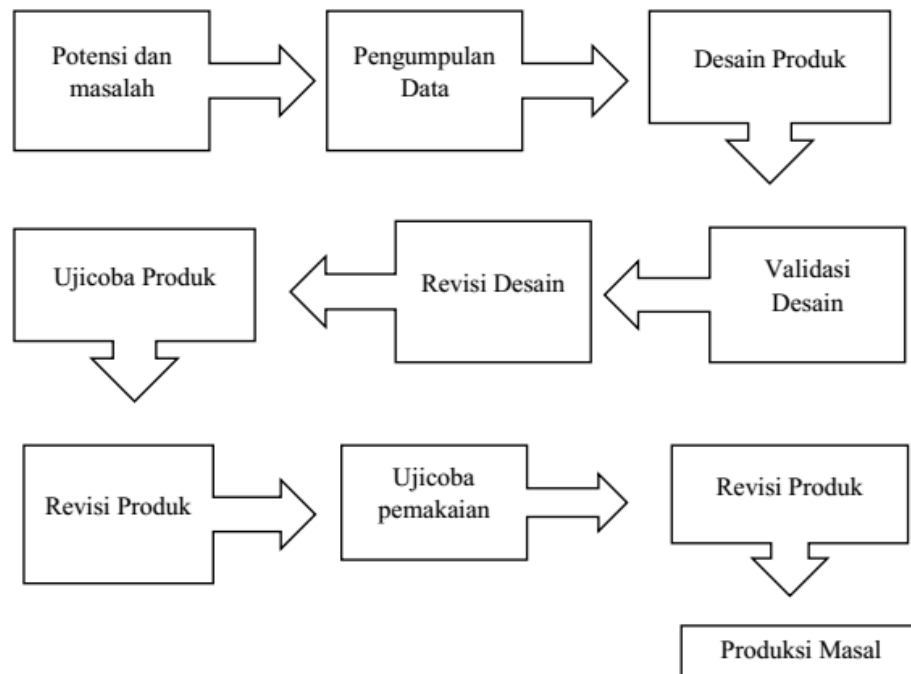 Potensi dan
masalah
Pengumpulan
Data
Desain Produk
Validasi
Desain
Revisi Desain
Ujicoba Produk
Revisi Produk
Ujicoba
pemakaian
Revisi Produk
Produksi Masal